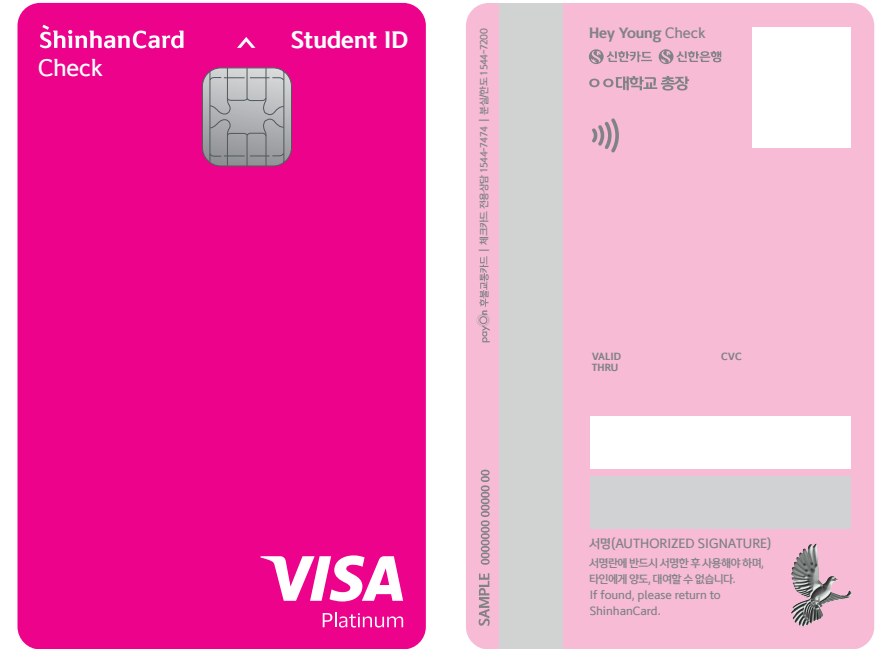 ShinhanCard
Check
Student ID
VISA
Platinum
payOn 후불교통카드 | 체크카드 전용상담 1544-7474 | 분실/한도 1544-7200
SAMPLE 0000000 00000 00
Hey Young Check
신한카드 신한은행
ㅇㅇ대학교 총장
VALID
THRU
CVC
서명(AUTHORIZED SIGNATURE)
서명란에 반드시 서명한 후 사용해야 하며,
타인에게 양도, 대여할 수 없습니다.
If found, please return to
ShinhanCard.